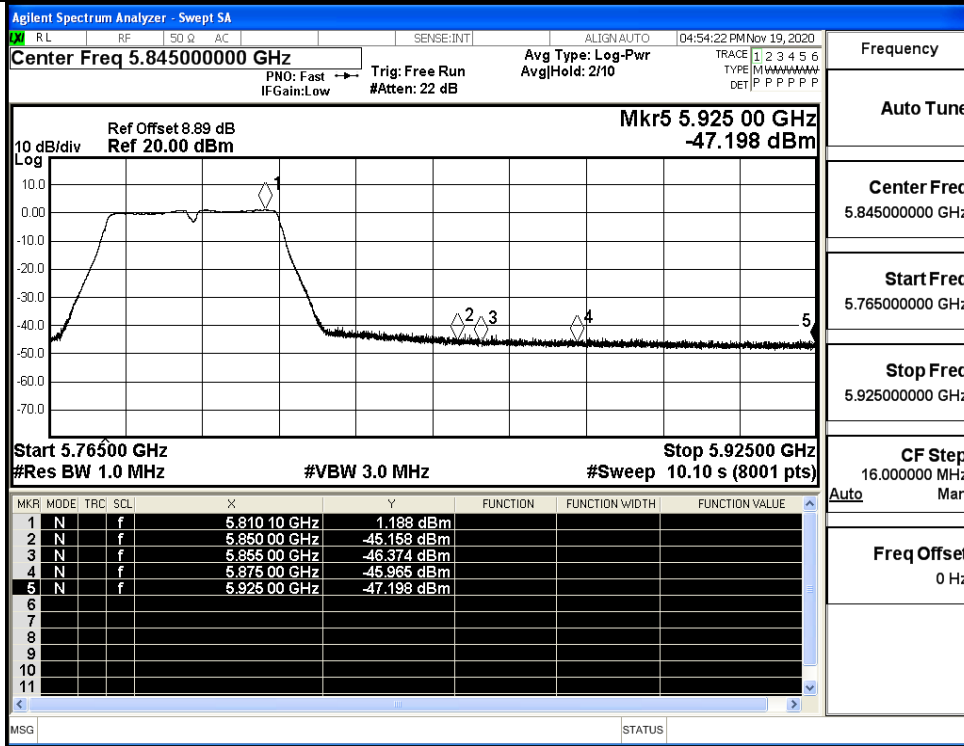 Agilent Spectrum Analyzer - Swept SA
LXI RL RF 50 Ω AC SENSE:INT ALIGN AUTO 04:54:22 PM Nov 19, 2020
Center Freq 5.845000000 GHz
PNO: Fast
IFGain:Low
Trig: Free Run
#Atten: 22 dB
Avg Type: Log-Pwr
Avg|Hold: 2/10
TRACE 1 2 3 4 5 6
TYPE M WWWWW
DET P P P P P P
Mkr5 5.925 00 GHz
-47.198 dBm
Ref Offset 8.89 dB
10 dB/div Ref 20.00 dBm
Log
10.0
0.00
-10.0
-20.0
-30.0
-40.0
-50.0
-60.0
-70.0
1
2
3
4
5
Start 5.76500 GHz Stop 5.92500 GHz
#Res BW 1.0 MHz #VBW 3.0 MHz #Sweep 10.10 s (8001 pts)
MKR MODE TRC SCL X Y FUNCTION FUNCTION WIDTH FUNCTION VALUE
1 N f 5.810 10 GHz 1.188 dBm
2 N f 5.850 00 GHz -45.158 dBm
3 N f 5.855 00 GHz -46.374 dBm
4 N f 5.875 00 GHz -45.965 dBm
5 N f 5.925 00 GHz -47.198 dBm
6
7
8
9
10
11
MSG STATUS
Frequency
Auto Tune
Center Freq
5.845000000 GHz
Start Freq
5.765000000 GHz
Stop Freq
5.925000000 GHz
CF Step
16.000000 MHz
Auto Man
Freq Offset
0 Hz